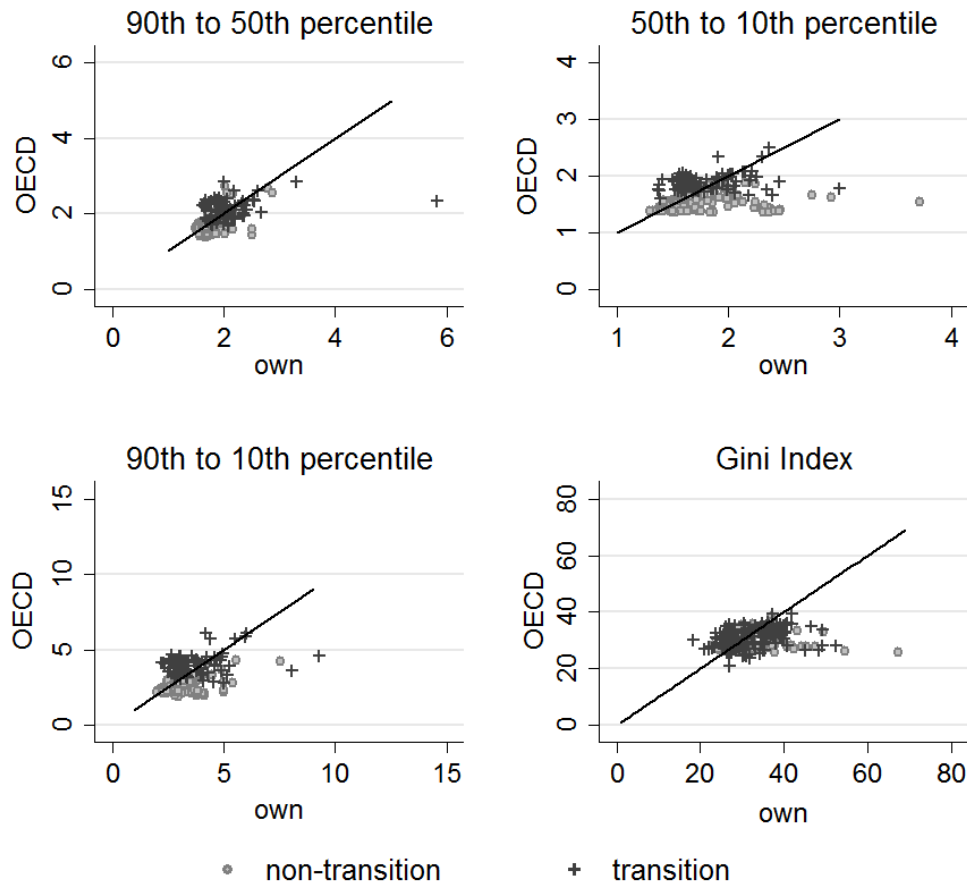 90th to 50th percentile
OECD
6
4
2
0
0 2 4 6
own
50th to 10th percentile
OECD
4
3
2
1
0
1 2 3 4
own
90th to 10th percentile
OECD
15
10
5
0
0 5 10 15
own
Gini Index
OECD
80
60
40
20
0
0 20 40 60 80
own
non-transition transition